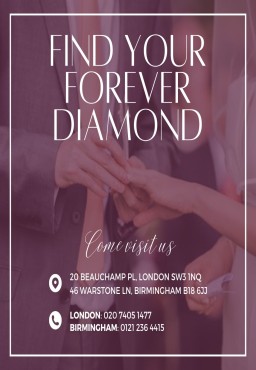 FIND YOUR
FOREVER
DIAMOND
Come visit us
20 BEAUCHAMP PL, LONDON SW3 1NQ
46 WARSTONE LN, BIRMINGHAM B18 6JJ
LONDON: 020 7405 1477
BIRMINGHAM: 0121 236 4415